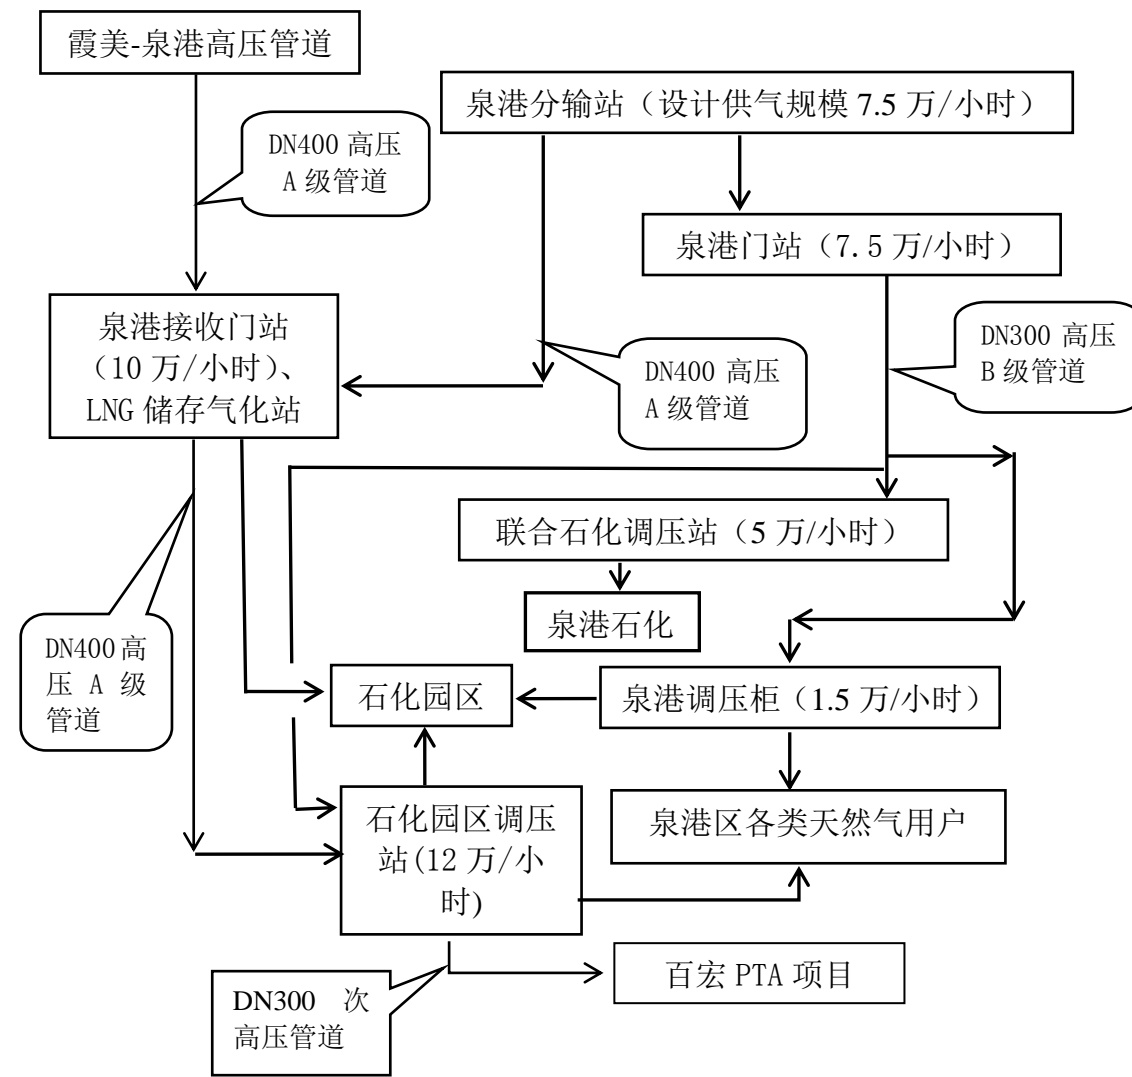 霞美-泉港高压管道
泉港分输站（设计供气规模 7.5 万/小时）
DN400 高压
A 级管道
泉港门站（7.5 万/小时）
泉港接收门站
（10 万/小时）、
LNG 储存气化站
DN400 高压
A 级管道
DN300 高压
B 级管道
联合石化调压站（5 万/小时）
泉港石化
DN400 高
压 A 级
管道
石化园区
泉港调压柜（1.5 万/小时）
石化园区调压
站(12 万/小
时)
泉港区各类天然气用户
百宏 PTA 项目
DN300 次
高压管道